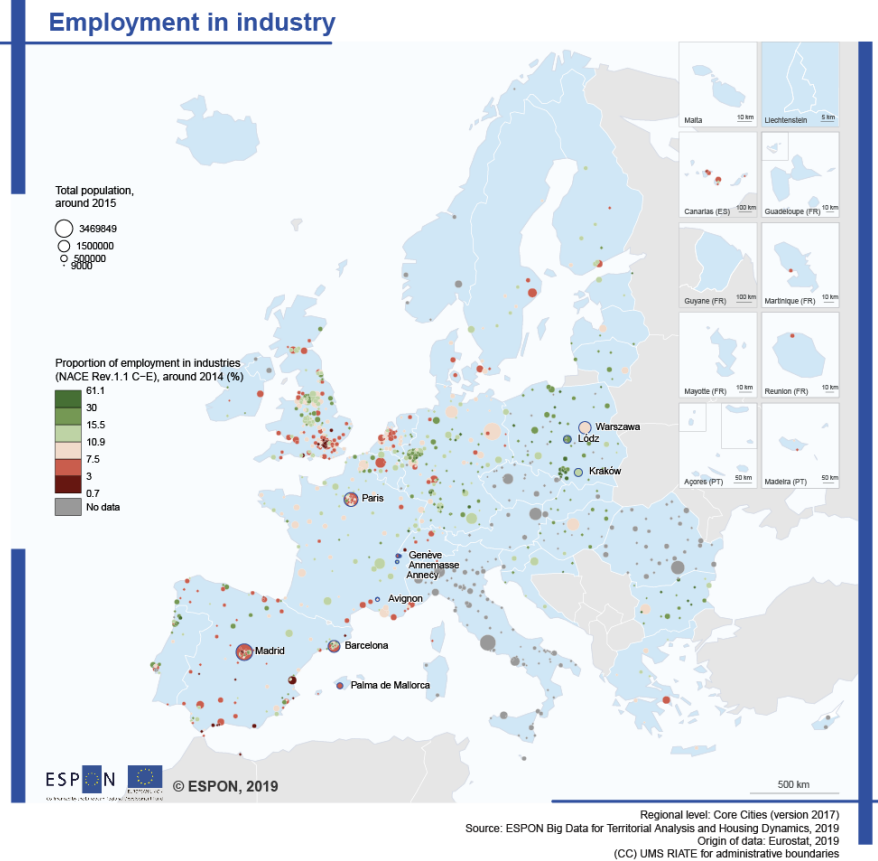 Employment in industry
Total population,
around 2015
3469849
1500000
500000
9000
Proportion of employment in industries
(NACE Rev.1.1 C−E), around 2014 (%)
61.1
30
15.5
10.9
7.5
3
0.7
No data
Malta
10 km
Liechtenstein
5 km
Canarias (ES)
100 km
Guadeloupe (FR)
10 km
Guyane (FR)
100 km
Martinique (FR)
10 km
Mayotte (FR)
10 km
Reunion (FR)
10 km
Açores (PT)
50 km
Madeira (PT)
50 km
Warszawa
Lódz
Kraków
Paris
Genéve
Annemasse
Annecy
Avignon
Madrid
Barcelona
Palma de Mallorca
ESPON
© ESPON, 2019
500 km
Regional level: Core Cities (version 2017)
Source: ESPON Big Data for Territorial Analysis and Housing Dynamics, 2019
Origin of data: Eurostat, 2019
(CC) UMS RIATE for administrative boundaries